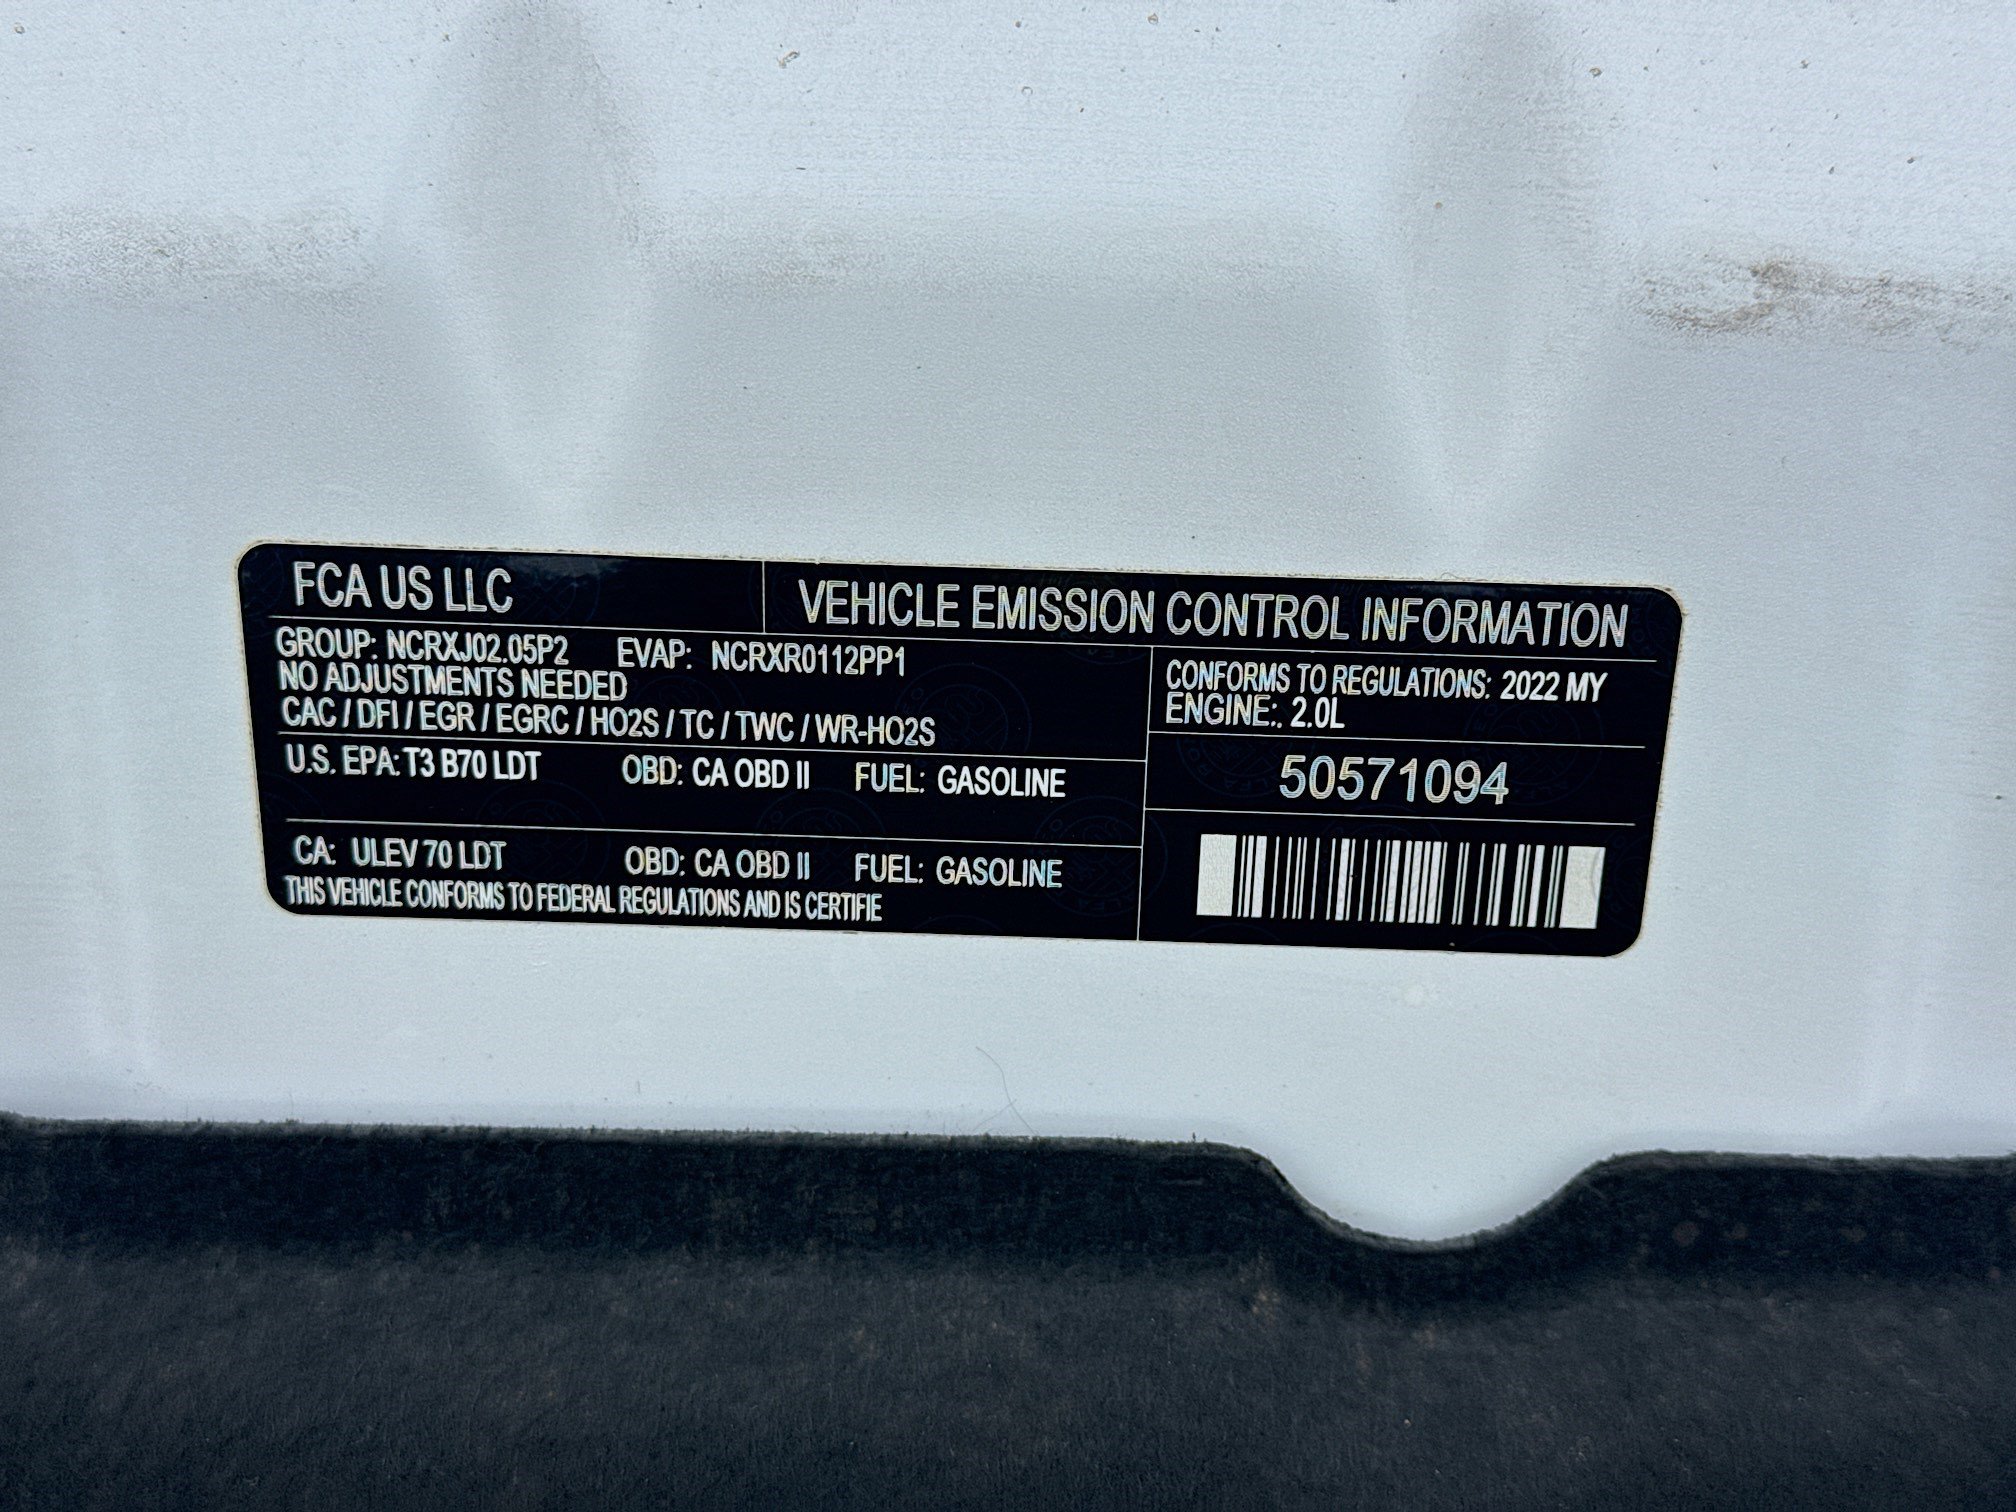 FCA US LLC
VEHICLE EMISSION CONTROL INFORMATION
GROUP: NCRXJ02.05P2 EVAP: NCRXR0112PP1
NO ADJUSTMENTS NEEDED
CAC / DFI / EGR / EGRC / HO2S / TC / TWC / WR-HO2S
CONFORMS TO REGULATIONS: 2022 MY
ENGINE:. 2.0L
U.S. EPA: T3 B70 LDT OBD: CA OBD II FUEL: GASOLINE
50571094
CA: ULEV 70 LDT OBD: CA OBD II FUEL: GASOLINE
THIS VEHICLE CONFORMS TO FEDERAL REGULATIONS AND IS CERTIFIE